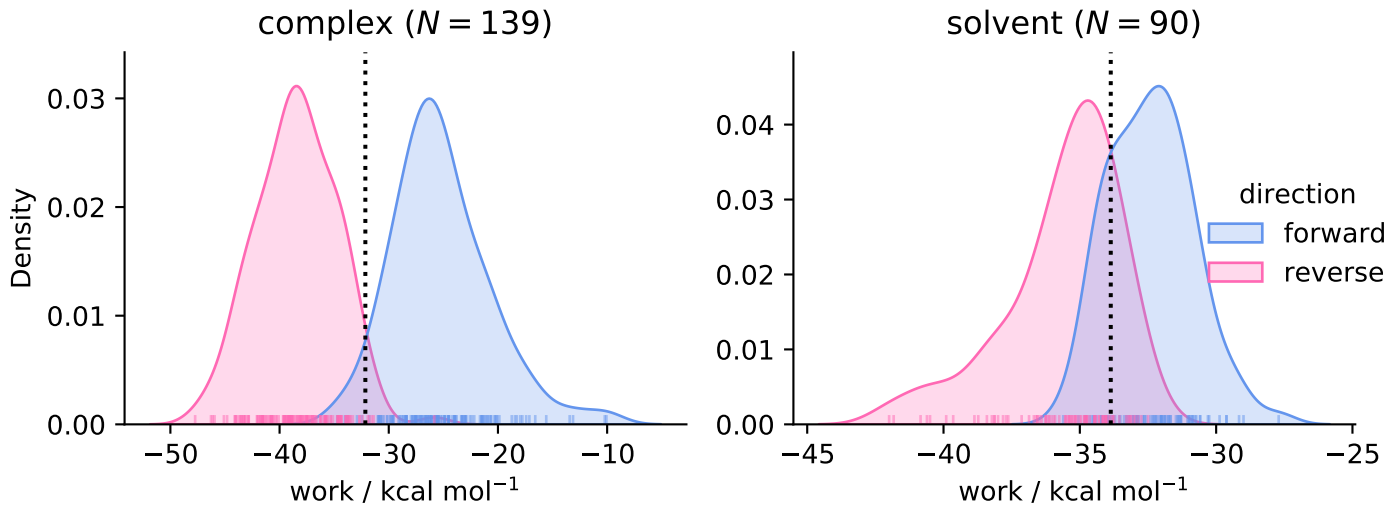 complex (N = 139)
Density
0.03
0.02
0.01
0.00
−50
−40
−30
−20
−10
work / kcal mol⁻¹
solvent (N = 90)
0.04
0.03
0.02
0.01
0.00
−45
−40
−35
−30
−25
work / kcal mol⁻¹
direction
forward
reverse